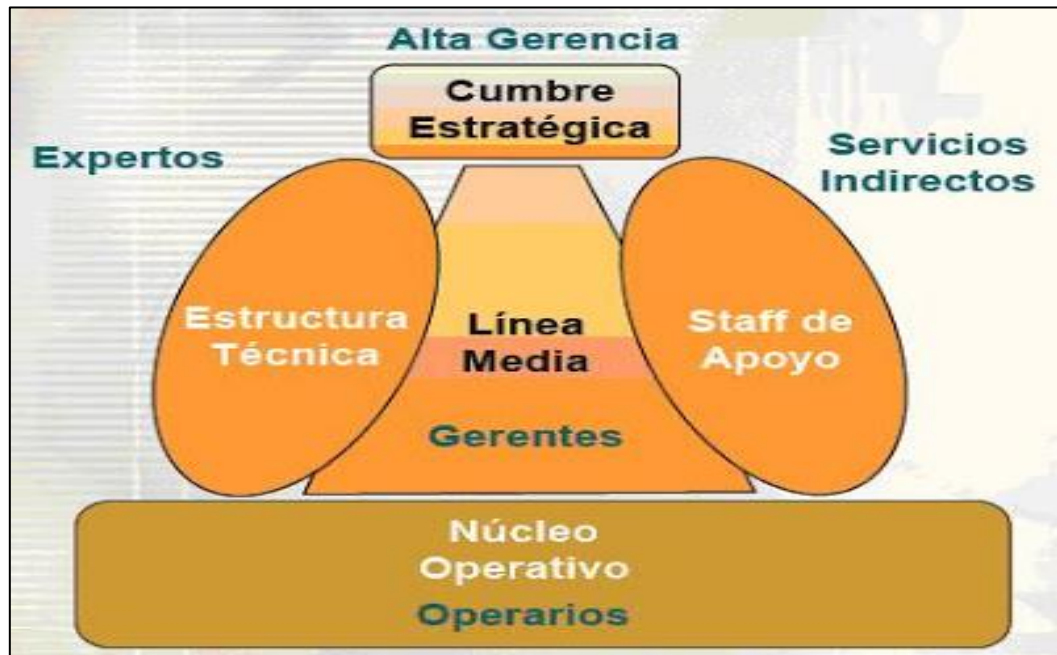 Alta Gerencia
Cumbre
Estratégica
Expertos
Servicios
Indirectos
Estructura
Técnica
Línea
Media
Staff de
Apoyo
Gerentes
Núcleo
Operativo
Operarios